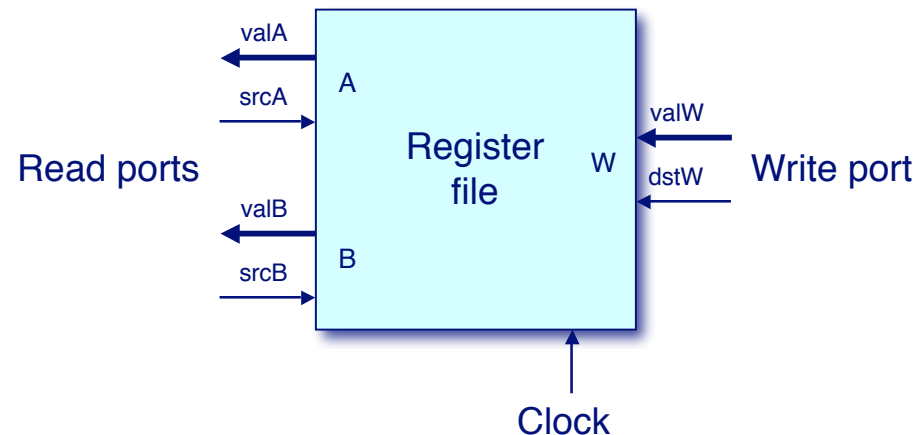 valA
A
srcA
valW
Register
file
W
Read ports
Write port
dstW
valB
B
srcB
Clock